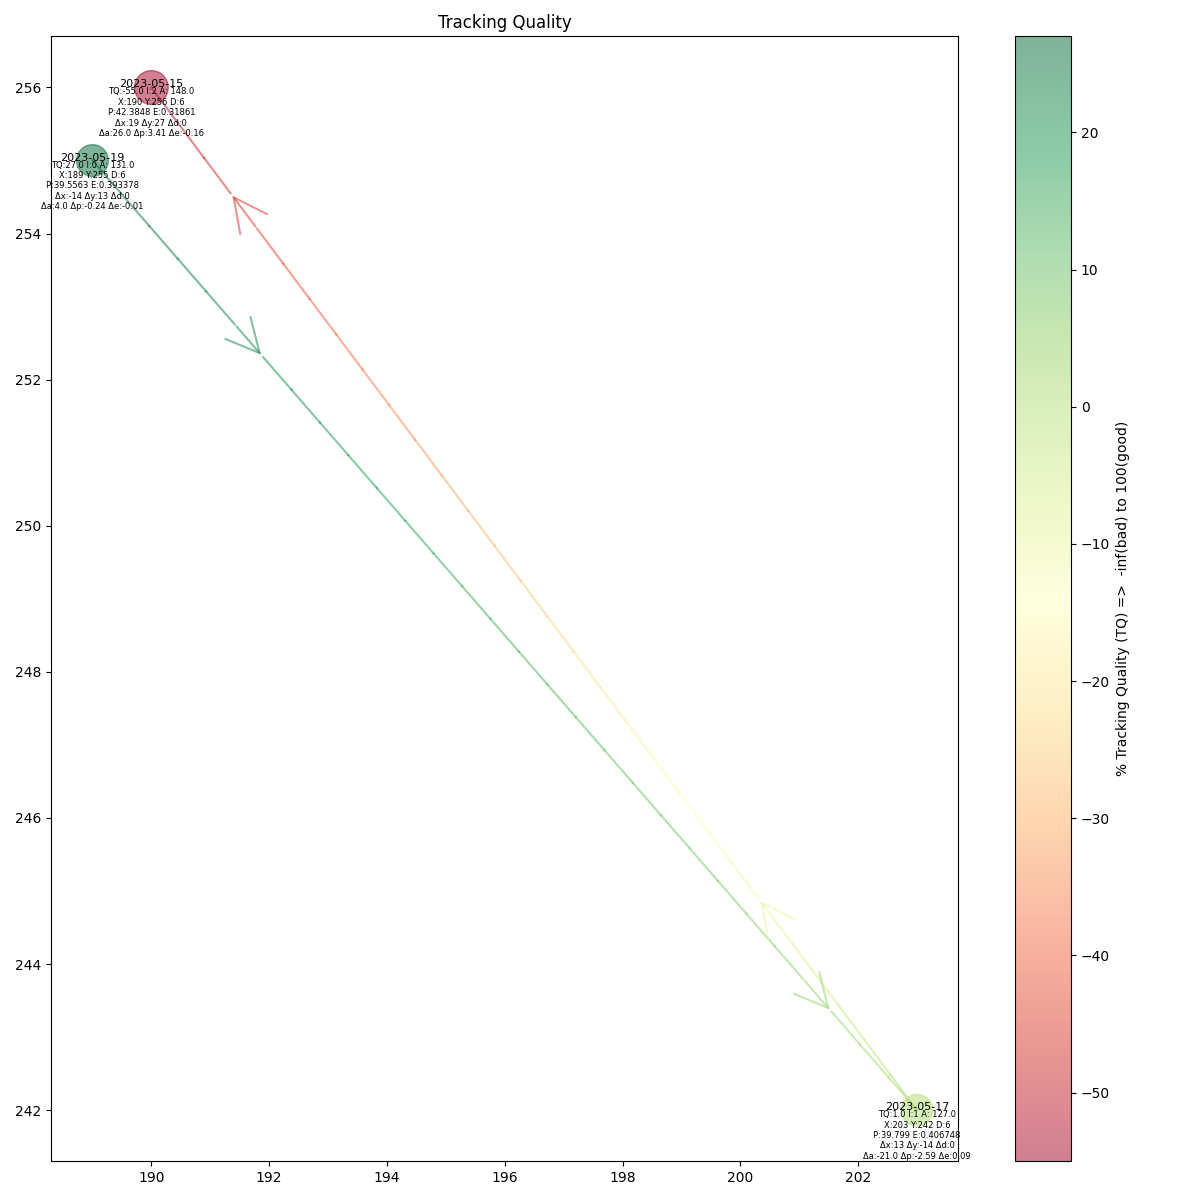 Tracking Quality
2023-05-15
TQ:-55.0 I:2 A: 148.0
X:190 Y:256 D:6
P:42.3848 E:0.31861
Δx:19 Δy:27 Δd:0
Δa:26.0 Δp:3.41 Δe:-0.16
2023-05-19
TQ:27.0 I:0 A: 131.0
X:189 Y:255 D:6
P:39.5563 E:0.393378
Δx:-14 Δy:13 Δd:0
Δa:4.0 Δp:-0.24 Δe:-0.01
2023-05-17
TQ:1.0 I:1 A: 127.0
X:203 Y:242 D:6
P:39.799 E:0.406748
Δx:13 Δy:-14 Δd:0
Δa:-21.0 Δp:-2.59 Δe:0.09
256
254
252
250
248
246
244
242
190
192
194
196
198
200
202
20
10
0
−10
−20
−30
−40
−50
% Tracking Quality (TQ) => -inf(bad) to 100(good)